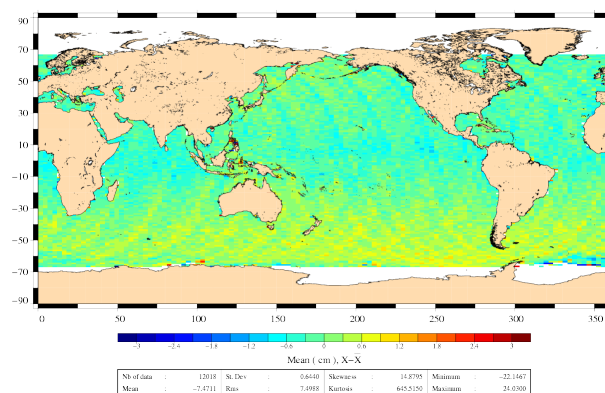 90
70
50
30
10
−10
−30
−50
−70
−90
0 50 100 150 200 250 300 350
−3 −2.4 −1.8 −1.2 −0.6 0 0.6 1.2 1.8 2.4 3
Mean ( cm ), X−X̅
Nb of data : 12018 St. Dev : 0.6440 Skewness : 14.8795 Minimum : −22.1467
Mean : −7.4711 Rms : 7.4988 Kurtosis : 645.5150 Maximum : 24.0300